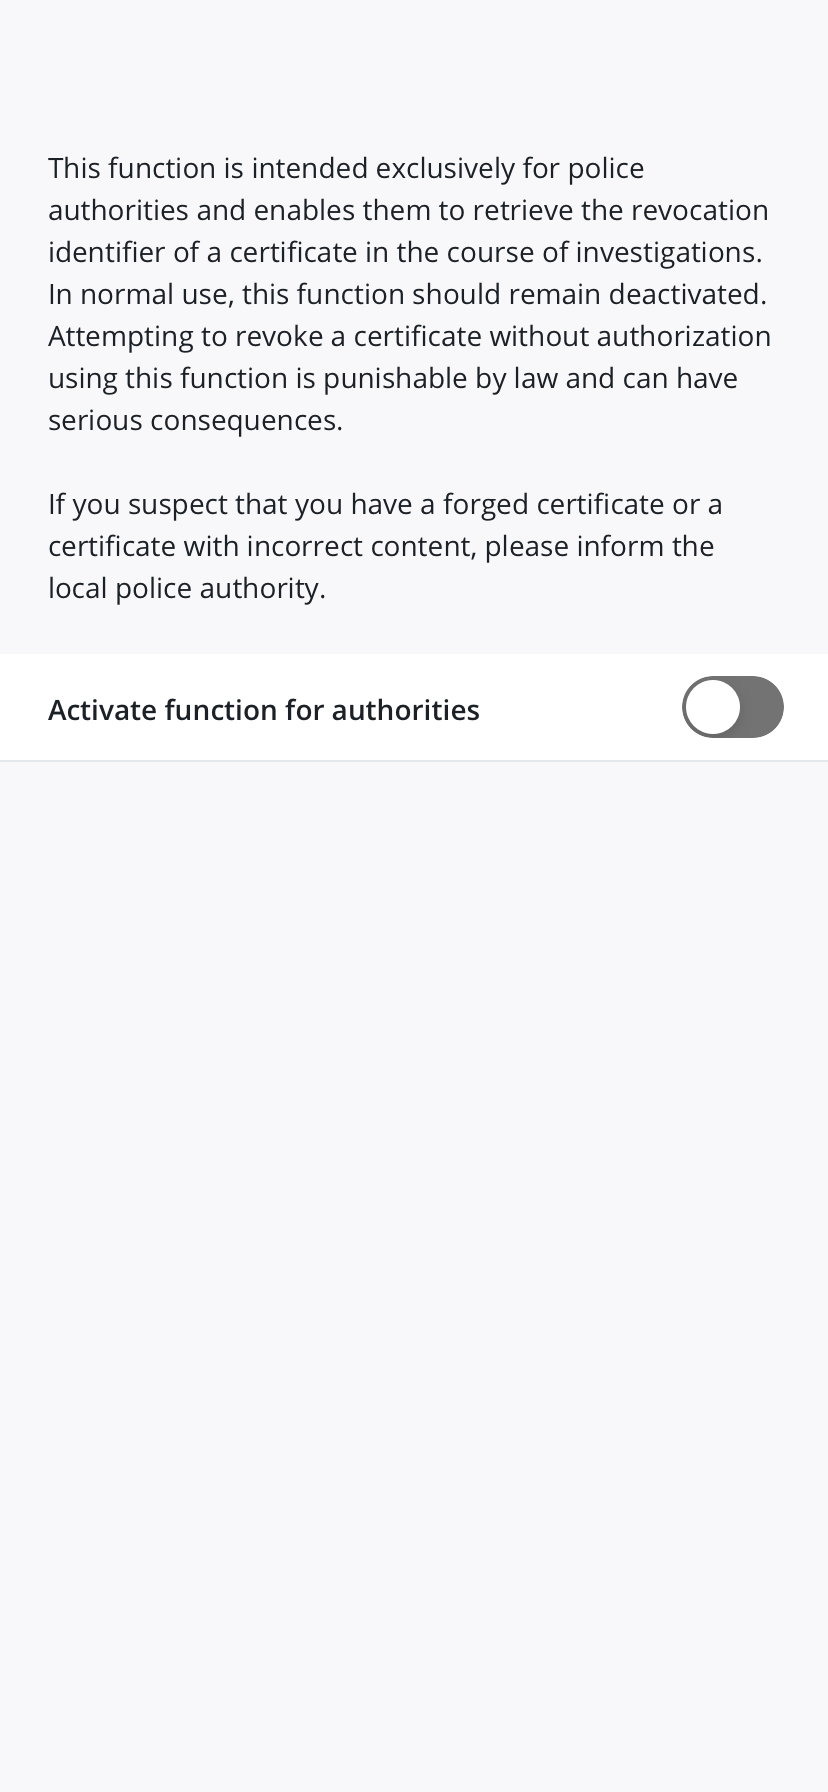 This function is intended exclusively for police
authorities and enables them to retrieve the revocation
identifier of a certificate in the course of investigations.
In normal use, this function should remain deactivated.
Attempting to revoke a certificate without authorization
using this function is punishable by law and can have
serious consequences.
If you suspect that you have a forged certificate or a
certificate with incorrect content, please inform the
local police authority.
Activate function for authorities